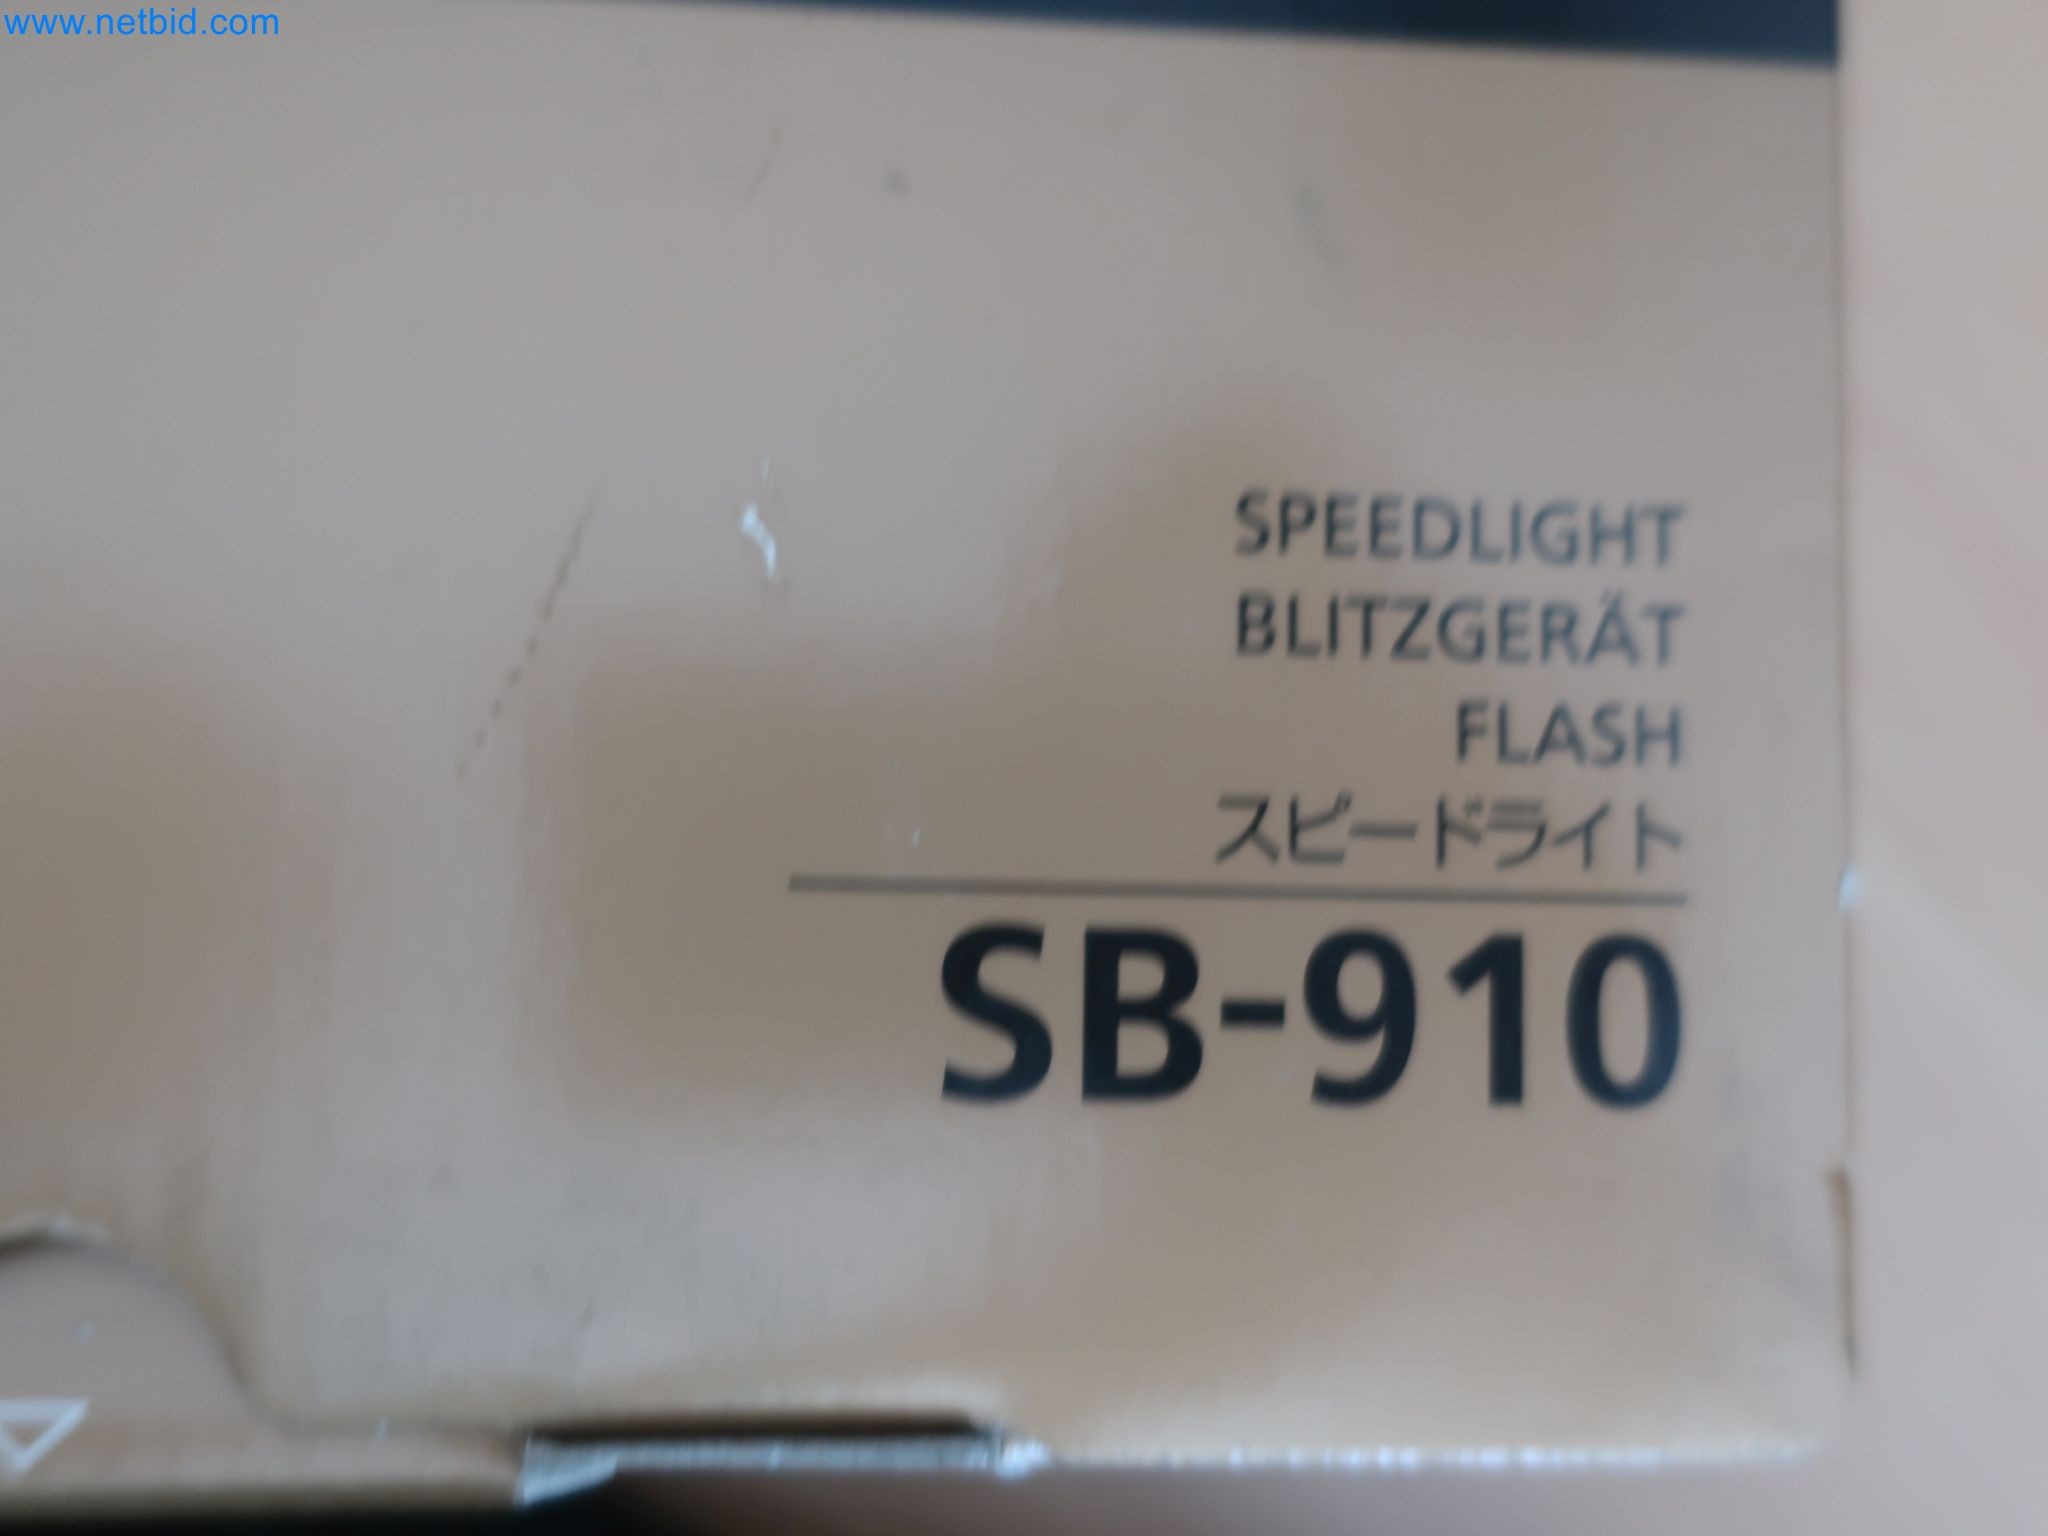 www.netbid.com
SPEEDLIGHT
BLITZGERÄT
FLASH
スピードライト
SB-910